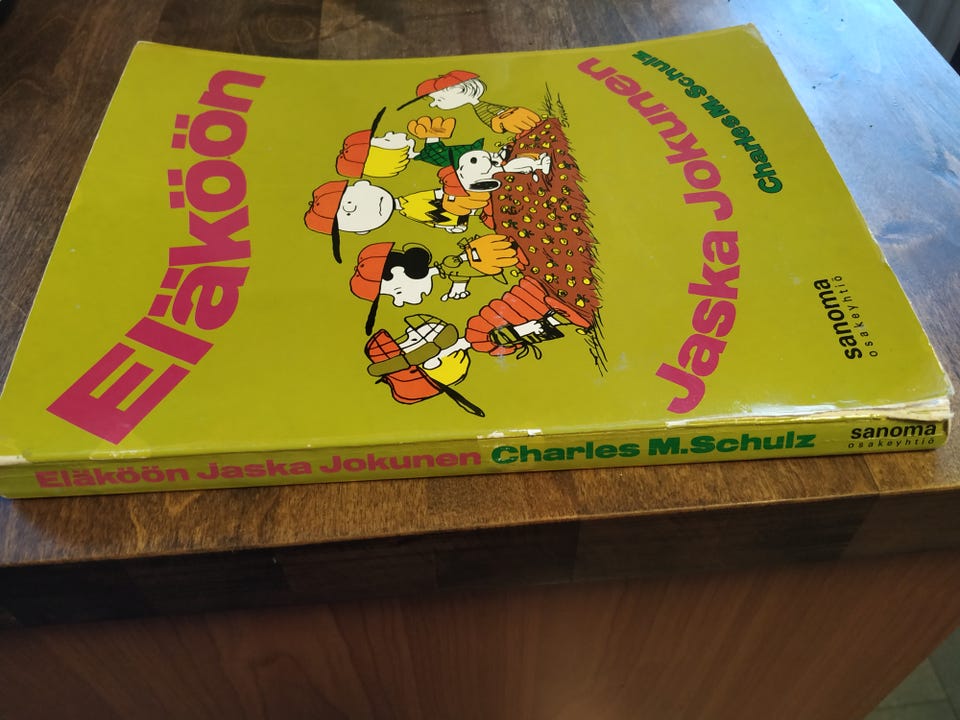 Eläköön
Jaska Jokunen
Charles M. Schulz
sanoma
osakeyhtiö
Eläköön Jaska Jokunen Charles M.Schulz sanoma
osakeyhtiö